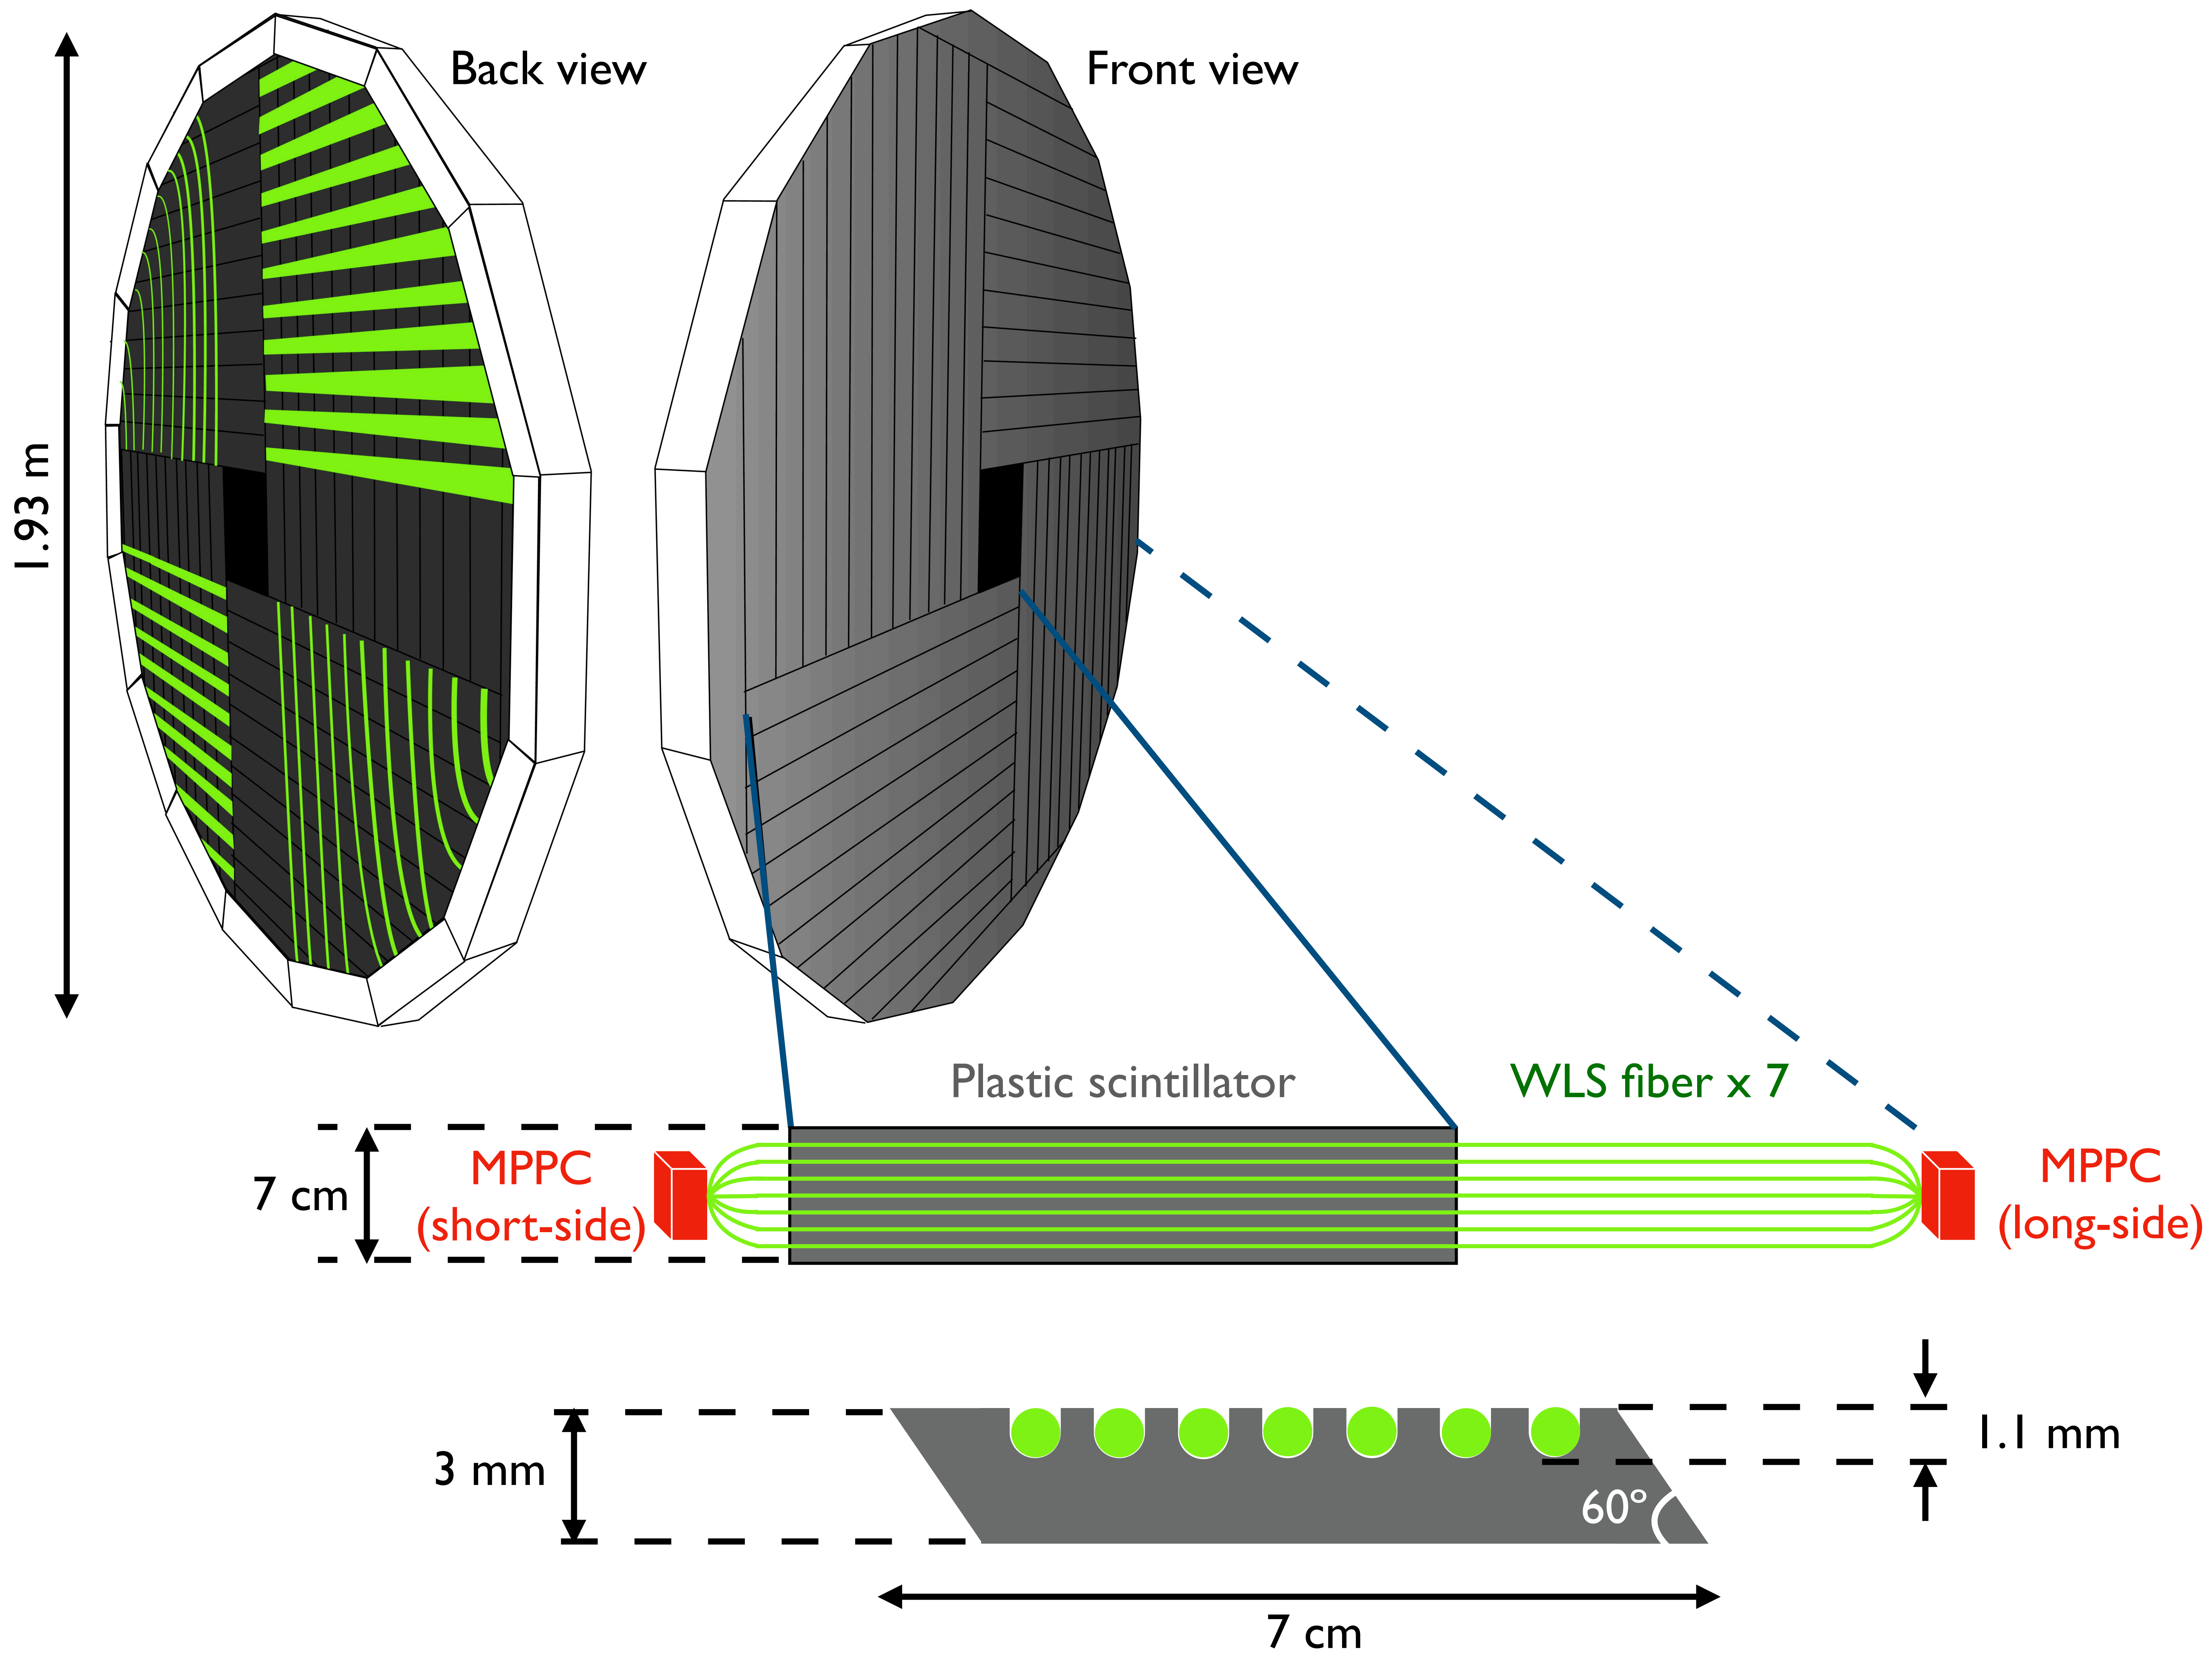 Back view
Front view
1.93 m
Plastic scintillator
WLS fiber x 7
7 cm
MPPC
(short-side)
MPPC
(long-side)
3 mm
1.1 mm
60°
7 cm